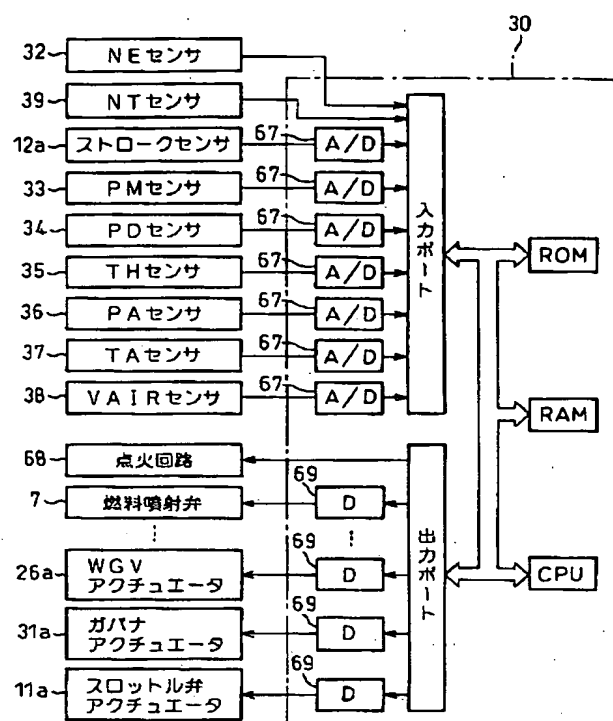 30
32
NEセンサ
39
NTセンサ
12a
ストロークセンサ
67
A/D
33
PMセンサ
67
A/D
34
PDセンサ
67
A/D
35
THセンサ
67
A/D
36
PAセンサ
67
A/D
37
TAセンサ
67
A/D
38
VAIRセンサ
67
A/D
入力ポート
ROM
RAM
CPU
68
点火回路
7
燃料噴射弁
69
D
26a
WGV
アクチュエータ
69
D
31a
ガバナ
アクチュエータ
69
D
11a
スロットル弁
アクチュエータ
69
D
出力ポート